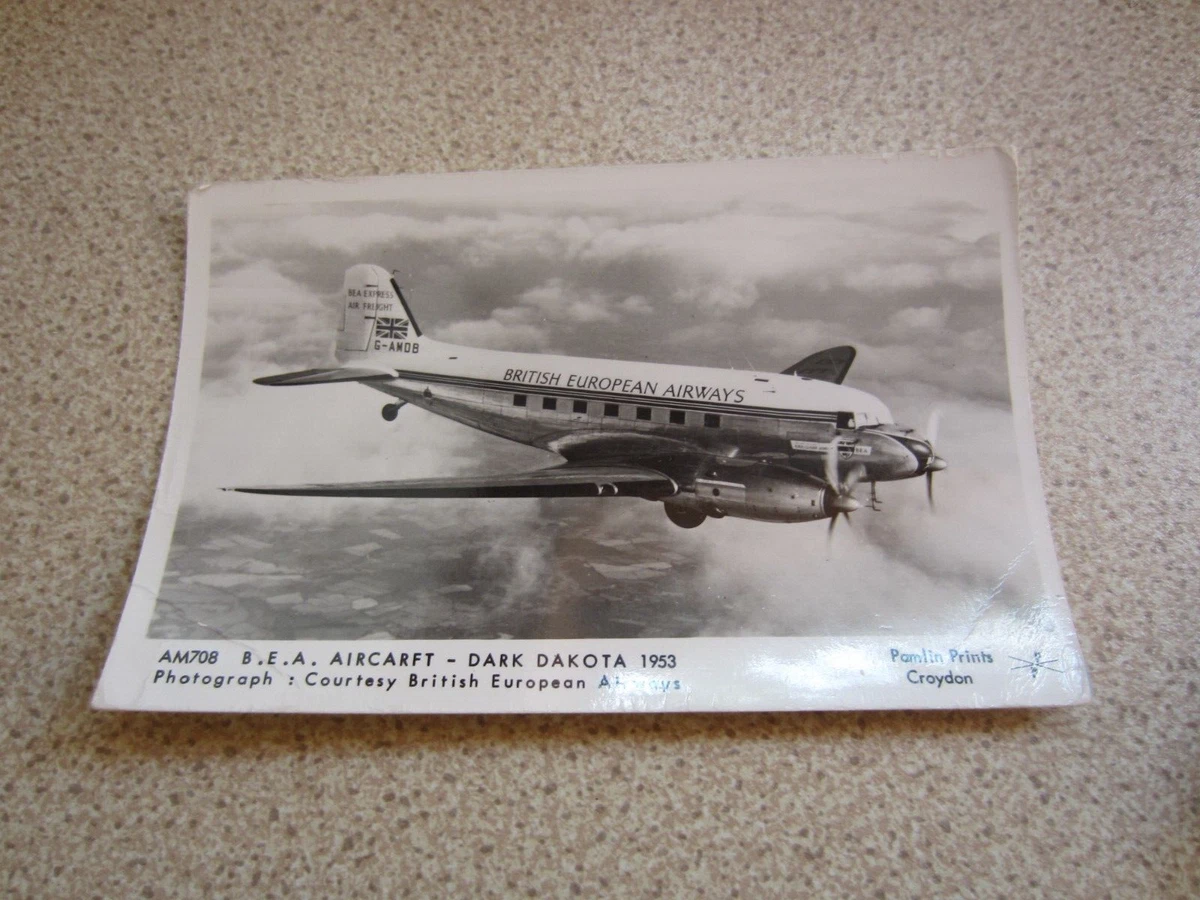 BEA EXPRESS
AIR FREIGHT
G-AMDB
BRITISH EUROPEAN AIRWAYS
B.E.A.
AM708 B.E.A. AIRCARFT - DARK DAKOTA 1953
Photograph : Courtesy British European Airways
Pamlin Prints
Croydon